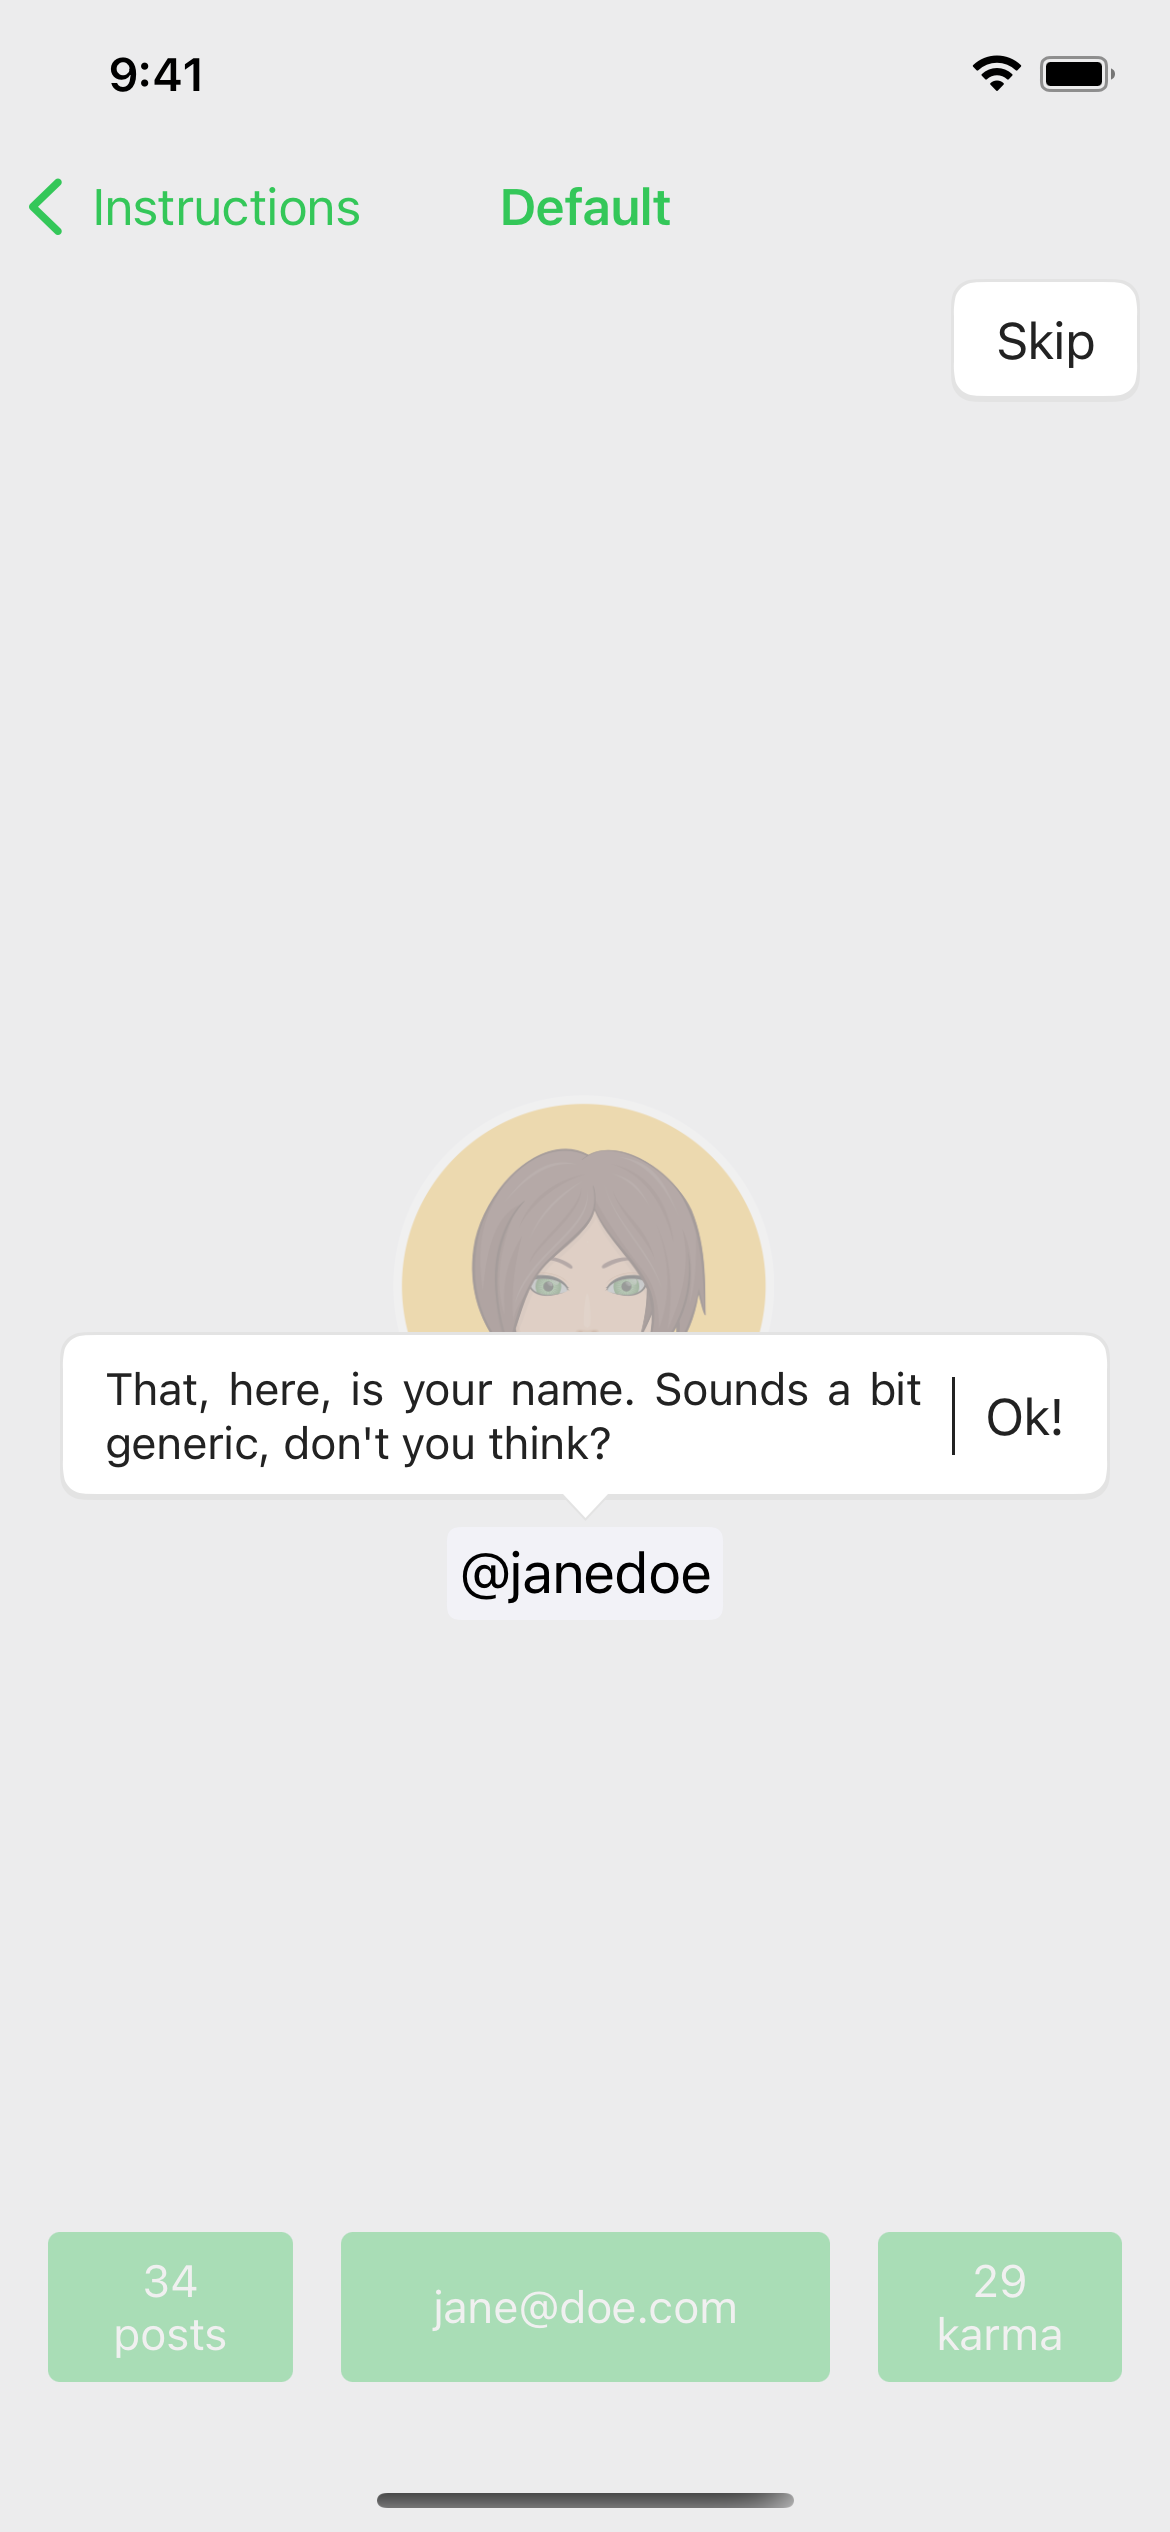 9:41
Instructions
Default
Skip
That, here, is your name. Sounds a bit
generic, don't you think?
Ok!
@janedoe
34
posts
jane@doe.com
29
karma